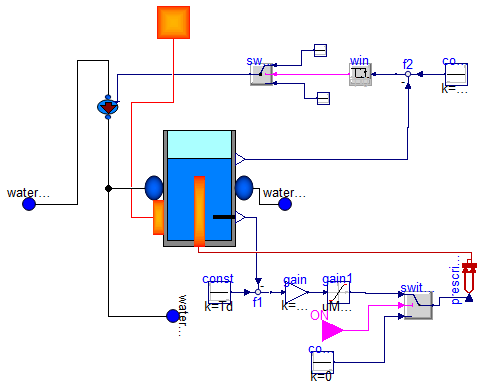 sw...
win
f2
co...
k=...
water...
water...
const
k=Td
f1
gain
k=...
gain1
uM...
swit...
prescri...
ON
water...
co...
k=0